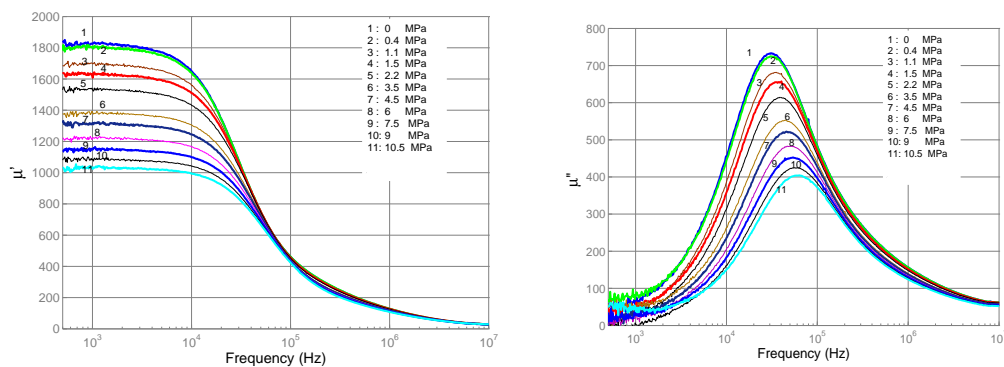 2000
1800
1600
1400
1200
1000
800
600
400
200
0
μ'
10³
10⁴
10⁵
10⁶
10⁷
Frequency (Hz)
1
2
3
4
5
6
7
8
9
10
11
1 : 0 MPa
2 : 0.4 MPa
3 : 1.1 MPa
4 : 1.5 MPa
5 : 2.2 MPa
6 : 3.5 MPa
7 : 4.5 MPa
8 : 6 MPa
9 : 7.5 MPa
10: 9 MPa
11: 10.5 MPa
800
700
600
500
400
300
200
100
0
μ"
10³
10⁴
10⁵
10⁶
10
Frequency (Hz)
1
2
3
4
5
6
6
7
8
9
10
11
1 : 0 MPa
2 : 0.4 MPa
3 : 1.1 MPa
4 : 1.5 MPa
5 : 2.2 MPa
6 : 3.5 MPa
7 : 4.5 MPa
8 : 6 MPa
9 : 7.5 MPa
10: 9 MPa
11: 10.5 MPa